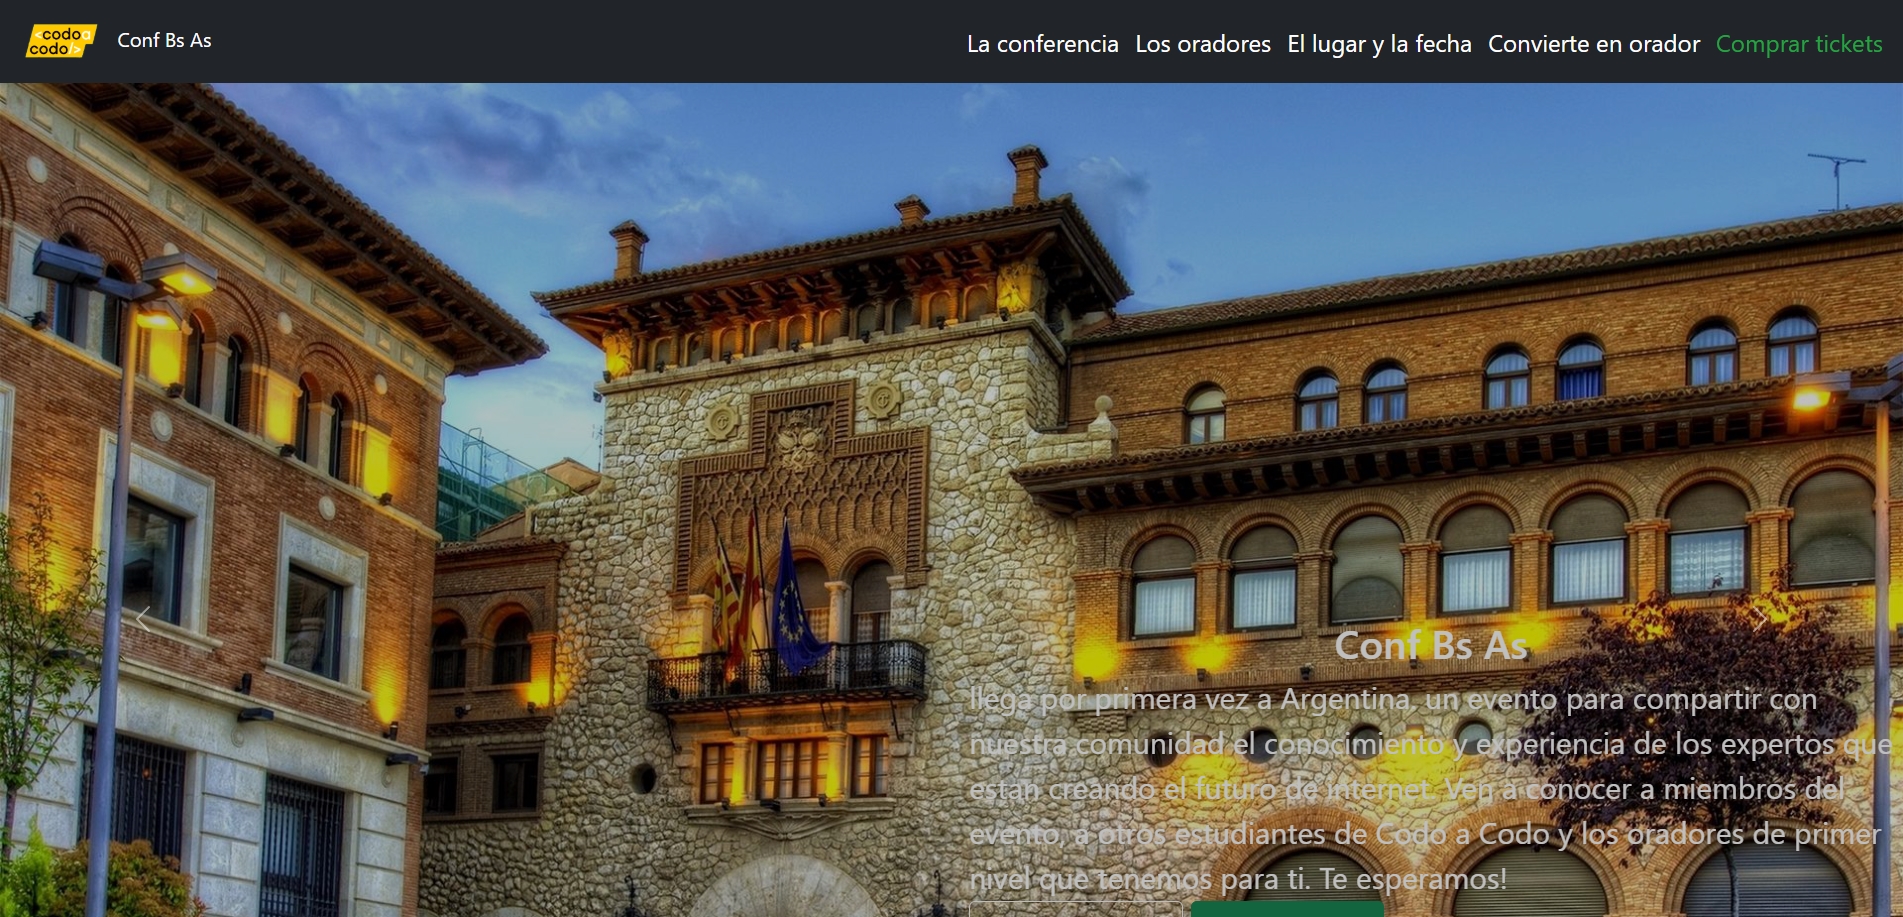 <codo a
codo/>
Conf Bs As
La conferencia Los oradores El lugar y la fecha Convierte en orador Comprar tickets
Conf Bs As
llega por primera vez a Argentina, un evento para compartir con
nuestra comunidad el conocimiento y experiencia de los expertos que
están creando el futuro de internet. Ven a conocer a miembros del
evento, a otros estudiantes de Codo a Codo y los oradores de primer
nivel que tenemos para ti. Te esperamos!